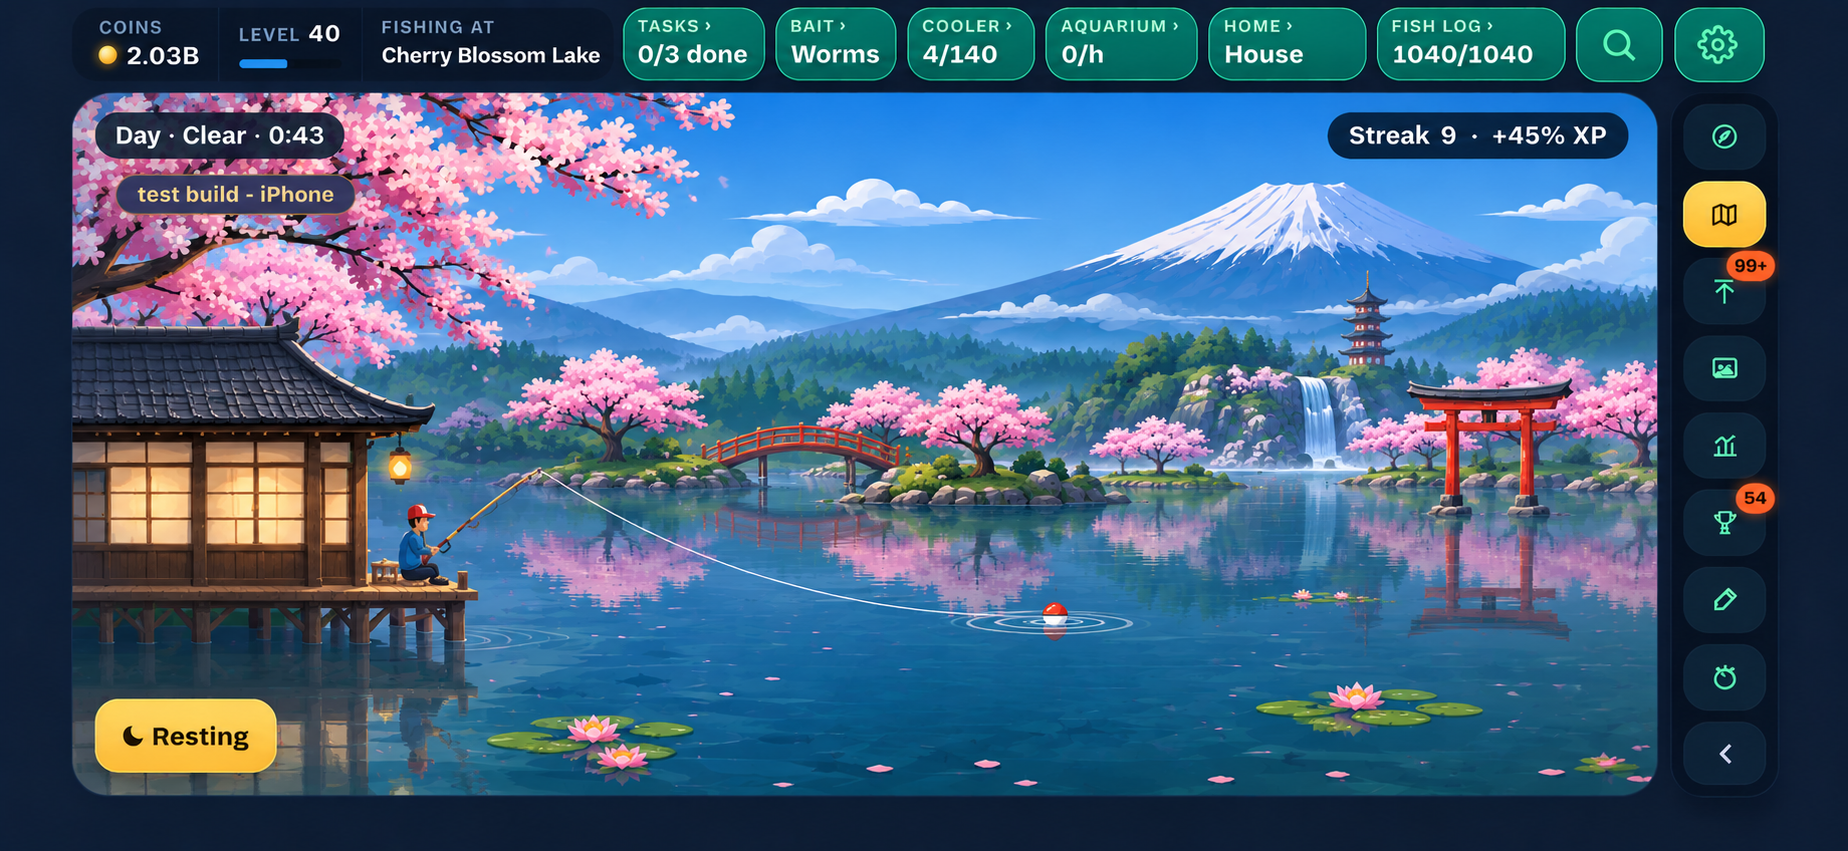 COINS
2.03B
LEVEL 40
FISHING AT
Cherry Blossom Lake
TASKS ›
0/3 done
BAIT ›
Worms
COOLER ›
4/140
AQUARIUM ›
0/h
HOME ›
House
FISH LOG ›
1040/1040
Day · Clear · 0:43
test build - iPhone
Streak 9 · +45% XP
99+
54
Resting